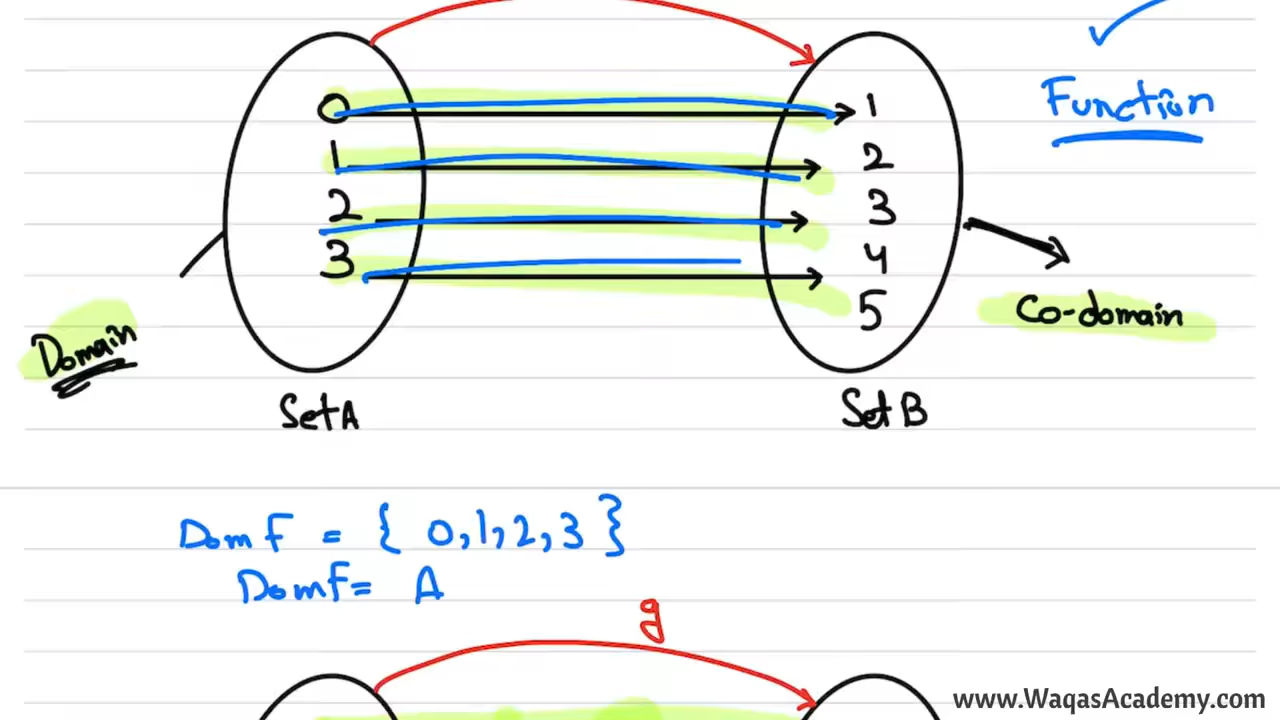 Function
0 1
1 2
2 3
3 4
5
Domain
Co-domain
Set A
Set B
Dom f = { 0,1,2,3 }
Dom f = A
g
www.WaqasAcademy.com